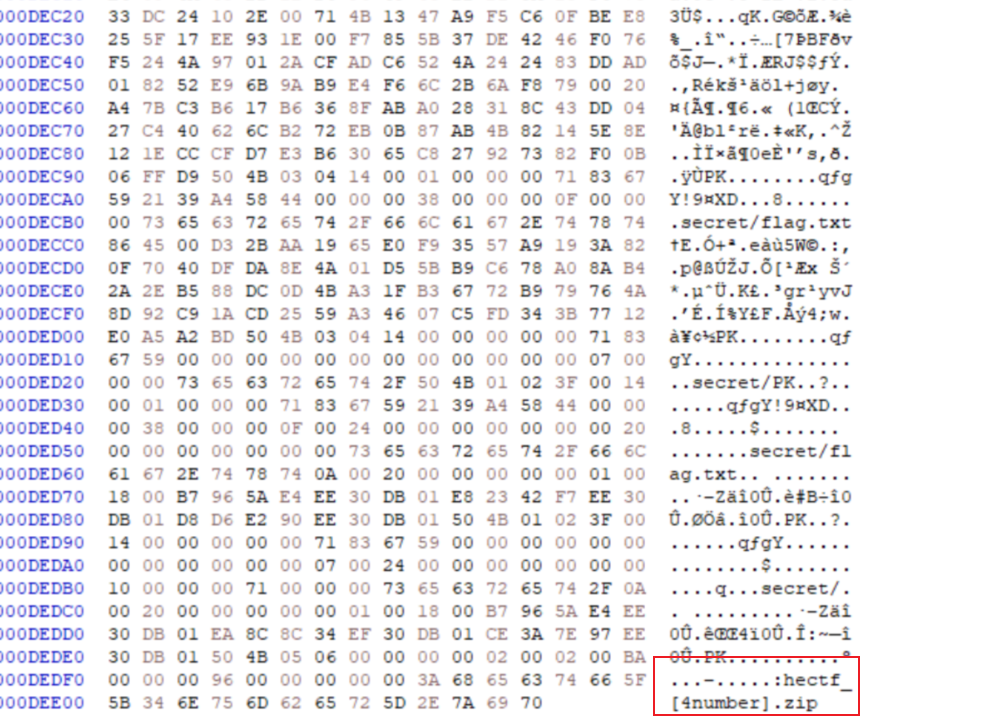 000DEC20 33 DC 24 10 2E 00 71 4B 13 47 A9 F5 C6 0F BE E8 3Ü$...qK.G©õÆ.¾è
000DEC30 25 5F 17 EE 93 1E 00 F7 85 5B 37 DE 42 46 F0 76 %_.î“..÷…[7ÞBFðv
000DEC40 F5 24 4A 97 01 2A CF AD C6 52 4A 24 24 83 DD AD õ$J—.*Ï.ÆRJ$$ƒÝ.
000DEC50 01 82 52 E9 6B 9A B9 E4 F6 6C 2B 6A F8 79 00 20 .‚Rékš¹äöl+jøy.
000DEC60 A4 7B C3 B6 17 B6 36 8F AB A0 28 31 8C 43 DD 04 ¤{Ã¶.¶6.« (1ŒCÝ.
000DEC70 27 C4 40 62 6C B2 72 EB 0B 87 AB 4B 82 14 5E 8E 'Ä@bl²rë.‡«K‚.^Ž
000DEC80 12 1E CC CF D7 E3 B6 30 65 C8 27 92 73 82 F0 0B ..ÌÏ×ã¶0eÈ'’s‚ð.
000DEC90 06 FF D9 50 4B 03 04 14 00 01 00 00 00 71 83 67 .ÿÙPK........qƒg
000DECA0 59 21 39 A4 58 44 00 00 00 38 00 00 00 0F 00 00 Y!9¤XD...8......
000DECB0 00 73 65 63 72 65 74 2F 66 6C 61 67 2E 74 78 74 .secret/flag.txt
000DECC0 86 45 00 D3 2B AA 19 65 E0 F9 35 57 A9 19 3A 82 †E.Ó+ª.eàù5W©.:‚
000DECD0 0F 70 40 DF DA 8E 4A 01 D5 5B B9 C6 78 A0 8A B4 .p@ßÚŽJ.Õ[¹Æx Š´
000DECE0 2A 2E B5 88 DC 0D 4B A3 1F B3 67 72 B9 79 76 4A *.µˆÜ.K£.³gr¹yvJ
000DECF0 8D 92 C9 1A CD 25 59 A3 46 07 C5 FD 34 3B 77 12 .’É.Í%Y£F.Åý4;w.
000DED00 E0 A5 A2 BD 50 4B 03 04 14 00 00 00 00 00 71 83 à¥¢½PK........qƒ
000DED10 67 59 00 00 00 00 00 00 00 00 00 00 00 00 07 00 gY..............
000DED20 00 00 73 65 63 72 65 74 2F 50 4B 01 02 3F 00 14 ..secret/PK..?..
000DED30 00 01 00 00 00 71 83 67 59 21 39 A4 58 44 00 00 .....qƒgY!9¤XD..
000DED40 00 38 00 00 00 0F 00 24 00 00 00 00 00 00 00 20 .8.....$.......
000DED50 00 00 00 00 00 00 00 73 65 63 72 65 74 2F 66 6C .......secret/fl
000DED60 61 67 2E 74 78 74 0A 00 20 00 00 00 00 00 01 00 ag.txt.. .......
000DED70 18 00 B7 96 5A E4 EE 30 DB 01 E8 23 42 F7 EE 30 ..·–Zäî0Û.è#B÷î0
000DED80 DB 01 D8 D6 E2 90 EE 30 DB 01 50 4B 01 02 3F 00 Û.ØÖâ.î0Û.PK..?.
000DED90 14 00 00 00 00 00 71 83 67 59 00 00 00 00 00 00 ......qƒgY......
000DEDA0 00 00 00 00 00 00 07 00 24 00 00 00 00 00 00 00 ........$.......
000DEDB0 10 00 00 00 71 00 00 00 73 65 63 72 65 74 2F 0A ....q...secret/.
000DEDC0 00 20 00 00 00 00 00 01 00 18 00 B7 96 5A E4 EE . .........·–Zäî
000DEDD0 30 DB 01 EA 8C 8C 34 EF 30 DB 01 CE 3A 7E 97 EE 0Û.êŒŒ4ï0Û.Î:~—î
000DEDE0 30 DB 01 50 4B 05 06 00 00 00 00 02 00 02 00 BA 0Û.PK.........º
000DEDF0 00 00 00 96 00 00 00 00 00 3A 68 65 63 74 66 5F ...–.....:hectf_
000DEE00 5B 34 6E 75 6D 62 65 72 5D 2E 7A 69 70 [4number].zip